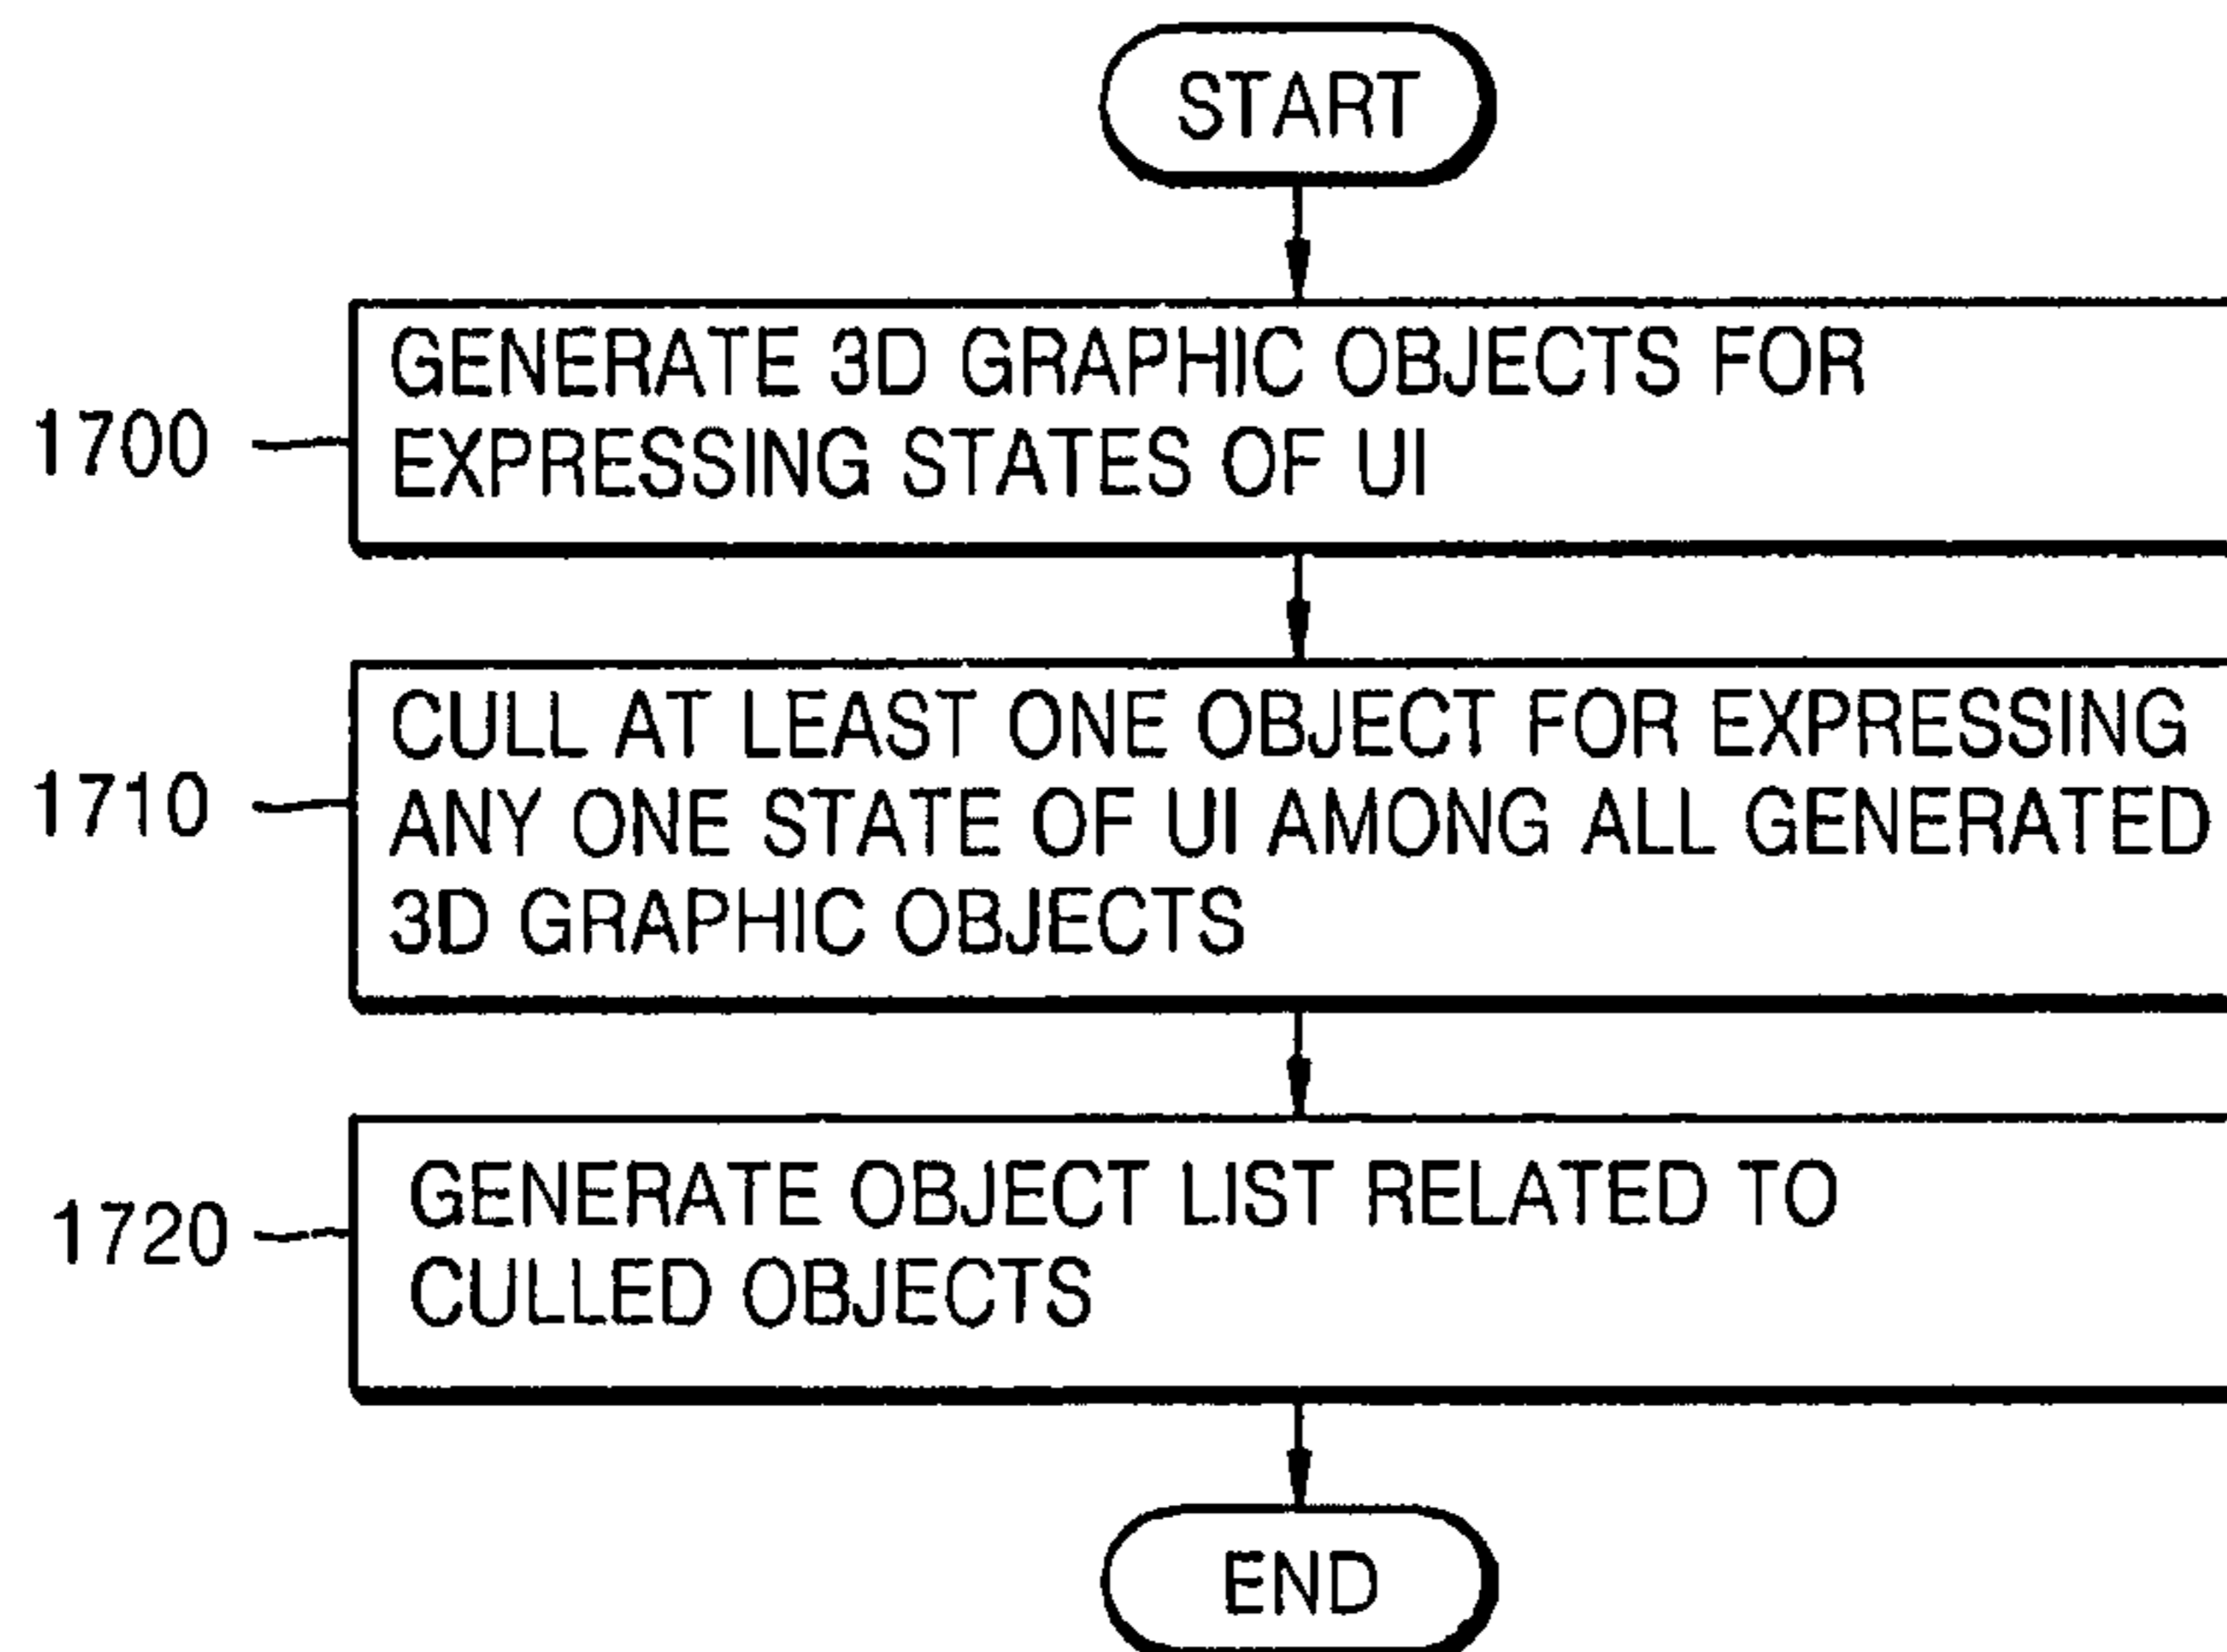 START
GENERATE 3D GRAPHIC OBJECTS FOR
EXPRESSING STATES OF UI
1700
CULL AT LEAST ONE OBJECT FOR EXPRESSING
ANY ONE STATE OF UI AMONG ALL GENERATED
3D GRAPHIC OBJECTS
1710
GENERATE OBJECT LIST RELATED TO
CULLED OBJECTS
1720
END